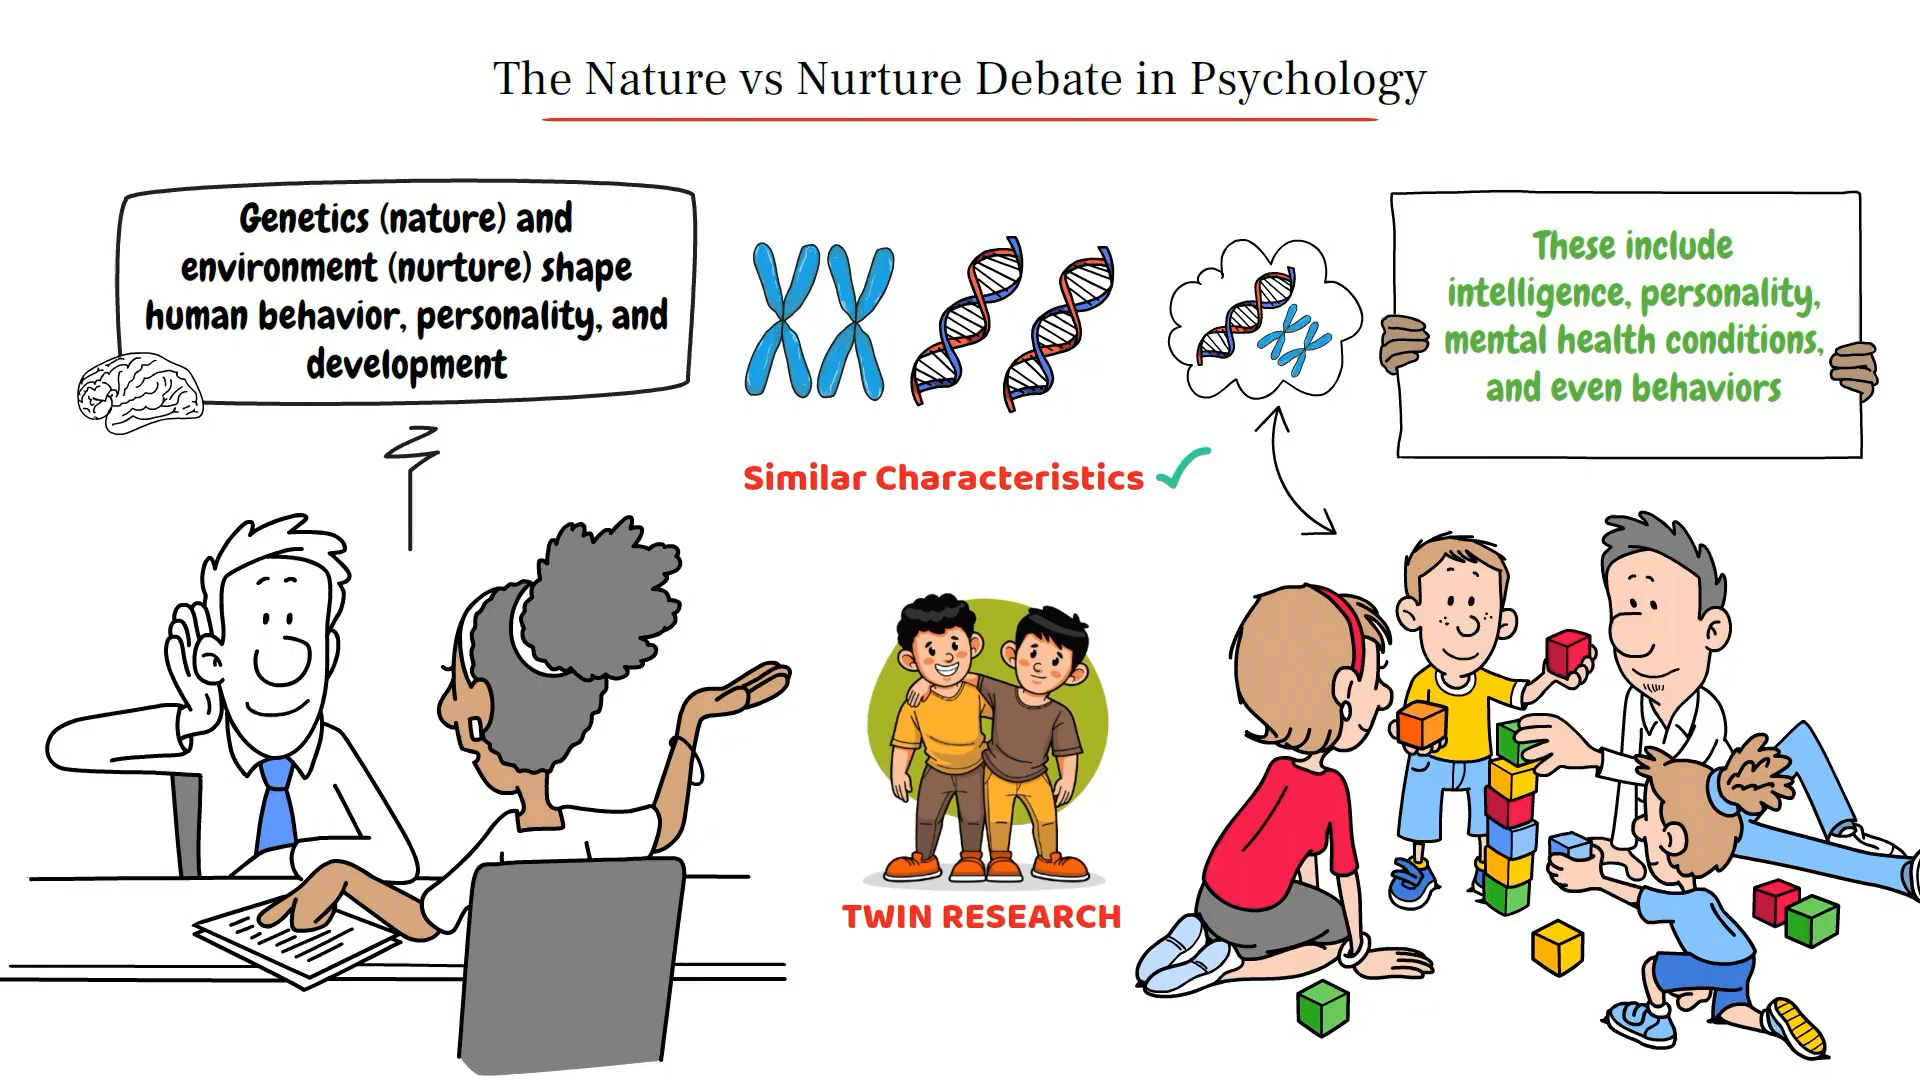 The Nature vs Nurture Debate in Psychology
Genetics (nature) and
environment (nurture) shape
human behavior, personality, and
development
These include
intelligence, personality,
mental health conditions,
and even behaviors
Similar Characteristics
TWIN RESEARCH